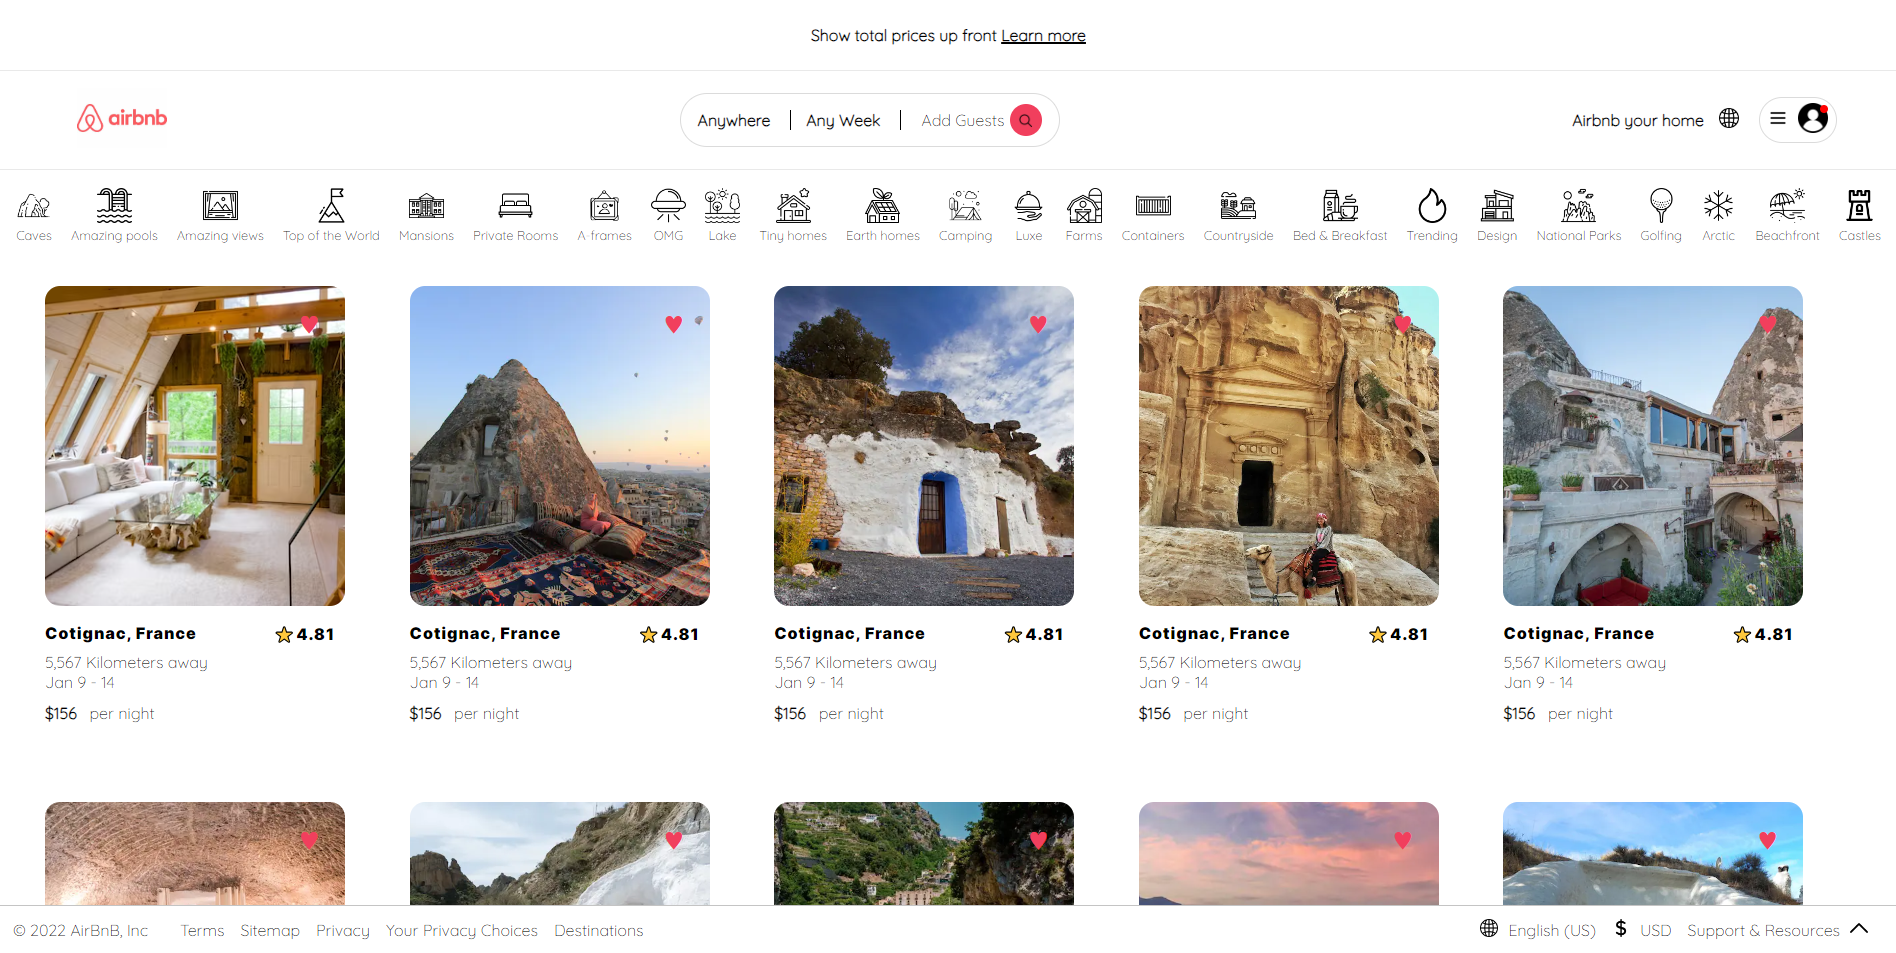 Show total prices up front Learn more
airbnb
Anywhere Any Week Add Guests
Airbnb your home
Caves Amazing pools Amazing views Top of the World Mansions Private Rooms A-frames OMG Lake Tiny homes Earth homes Camping Luxe Farms Containers Countryside Bed & Breakfast Trending Design National Parks Golfing Arctic Beachfront Castles
Cotignac, France 4.81
5,567 Kilometers away
Jan 9 - 14
$156 per night
Cotignac, France 4.81
5,567 Kilometers away
Jan 9 - 14
$156 per night
Cotignac, France 4.81
5,567 Kilometers away
Jan 9 - 14
$156 per night
Cotignac, France 4.81
5,567 Kilometers away
Jan 9 - 14
$156 per night
Cotignac, France 4.81
5,567 Kilometers away
Jan 9 - 14
$156 per night
© 2022 AirBnB, Inc Terms Sitemap Privacy Your Privacy Choices Destinations
English (US) $ USD Support & Resources